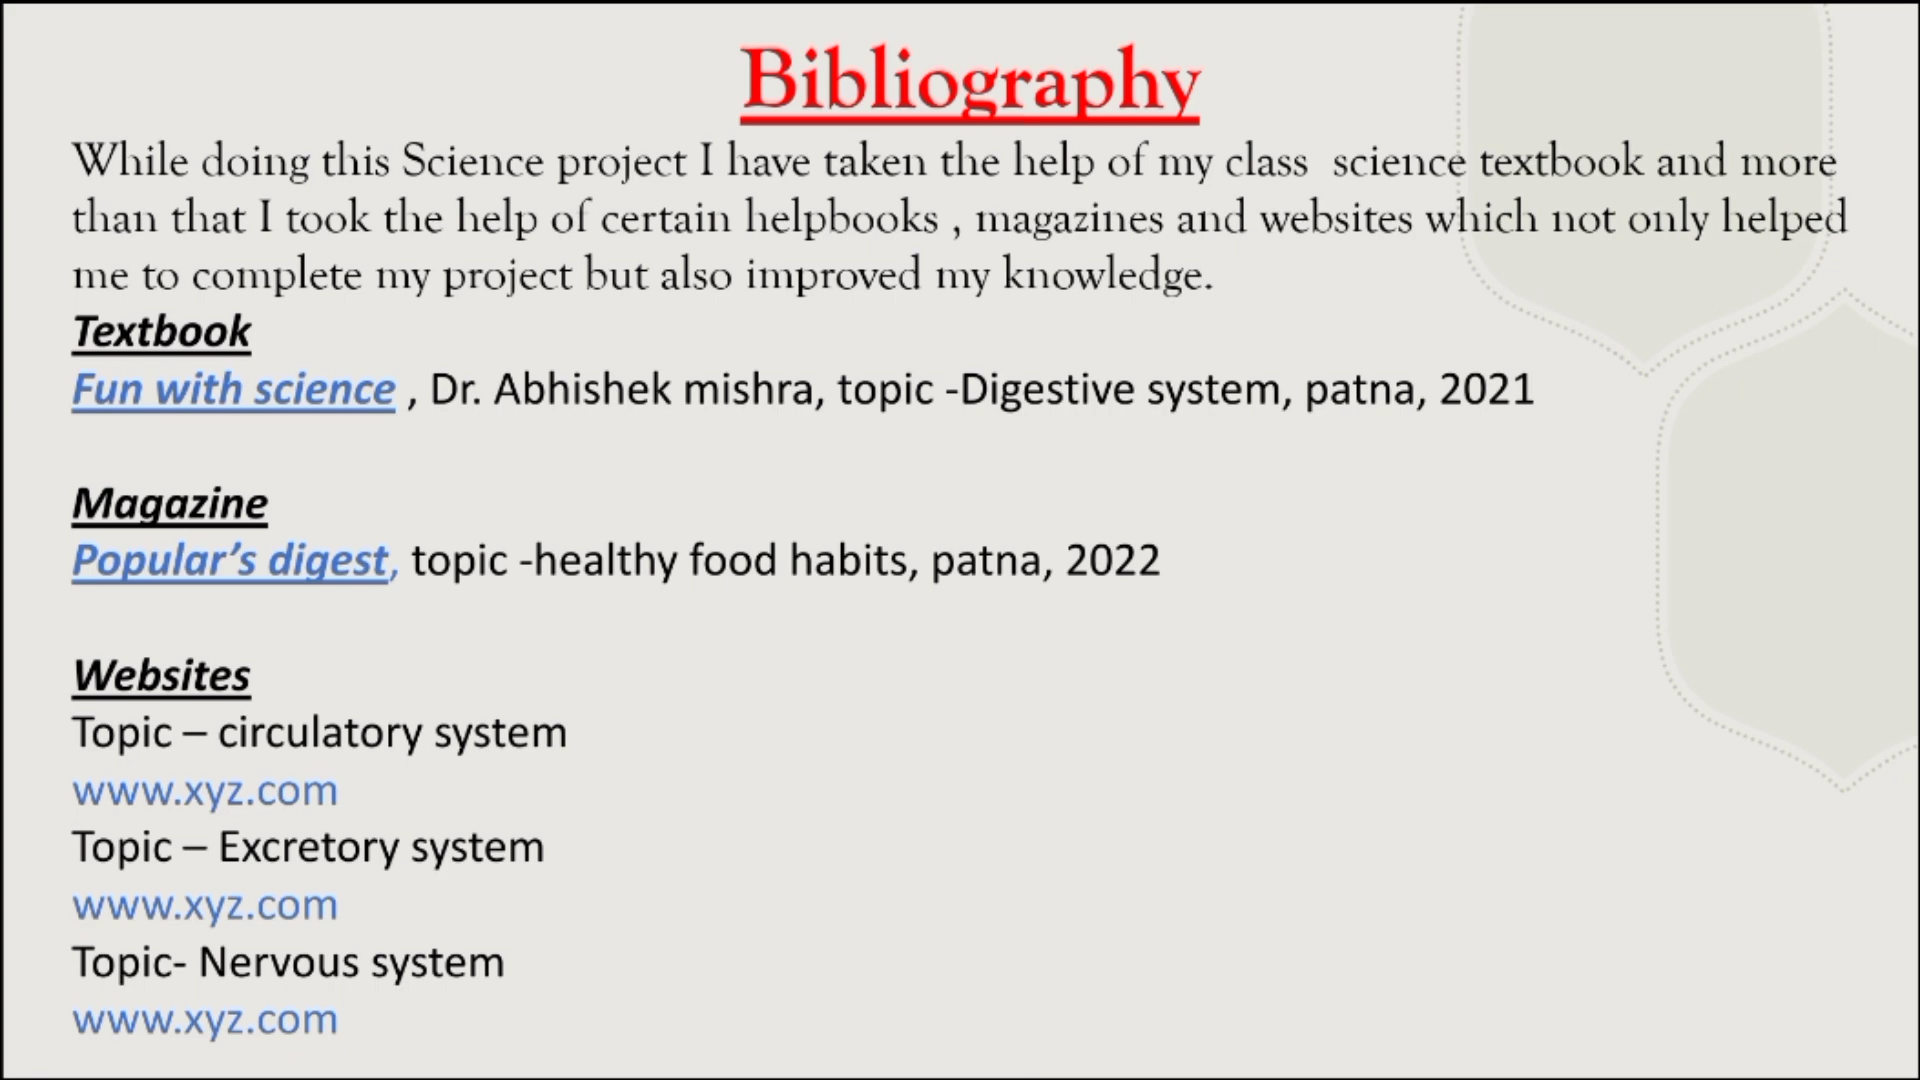 Bibliography
While doing this Science project I have taken the help of my class science textbook and more
than that I took the help of certain helpbooks , magazines and websites which not only helped
me to complete my project but also improved my knowledge.
Textbook
Fun with science , Dr. Abhishek mishra, topic -Digestive system, patna, 2021
Magazine
Popular’s digest, topic -healthy food habits, patna, 2022
Websites
Topic – circulatory system
www.xyz.com
Topic – Excretory system
www.xyz.com
Topic- Nervous system
www.xyz.com